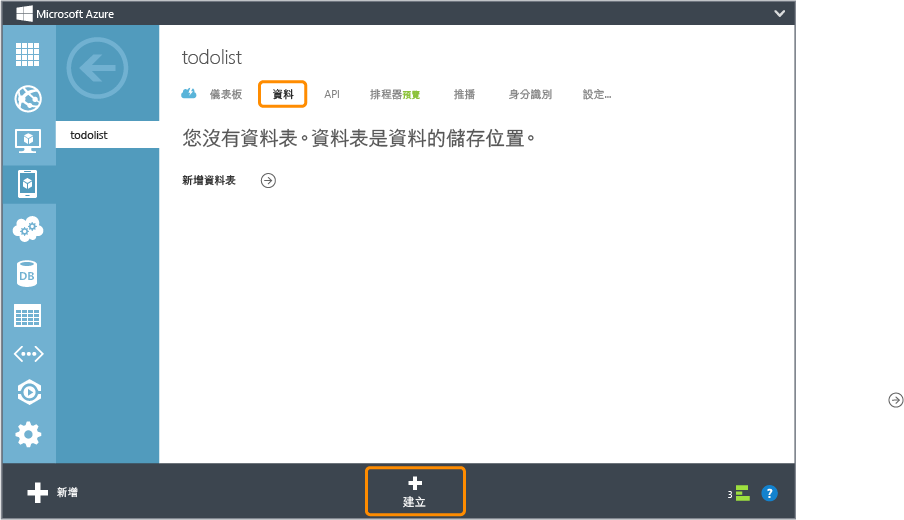 Microsoft Azure
todolist
todolist
儀表板 資料 API 排程器預覽 推播 身分識別 設定...
您沒有資料表。資料表是資料的儲存位置。
新增資料表
DB
新增
建立
3
?